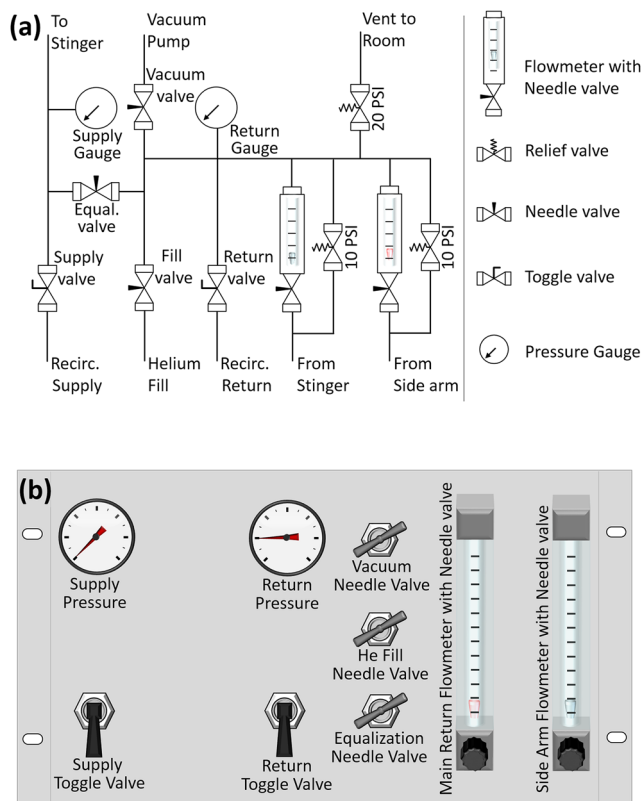 (a)
To
Stinger
Vacuum
Pump
Vent to
Room
Vacuum
valve
20 PSI
Supply
Gauge
Return
Gauge
Equal.
valve
10 PSI
10 PSI
Supply
valve
Fill
valve
Return
valve
Recirc.
Supply
Helium
Fill
Recirc.
Return
From
Stinger
From
Side arm
Flowmeter with
Needle valve
Relief valve
Needle valve
Toggle valve
Pressure Gauge
(b)
Supply
Pressure
Return
Pressure
Vacuum
Needle Valve
He Fill
Needle Valve
Equalization
Needle Valve
Supply
Toggle Valve
Return
Toggle Valve
Main Return Flowmeter with Needle valve
Side Arm Flowmeter with Needle valve